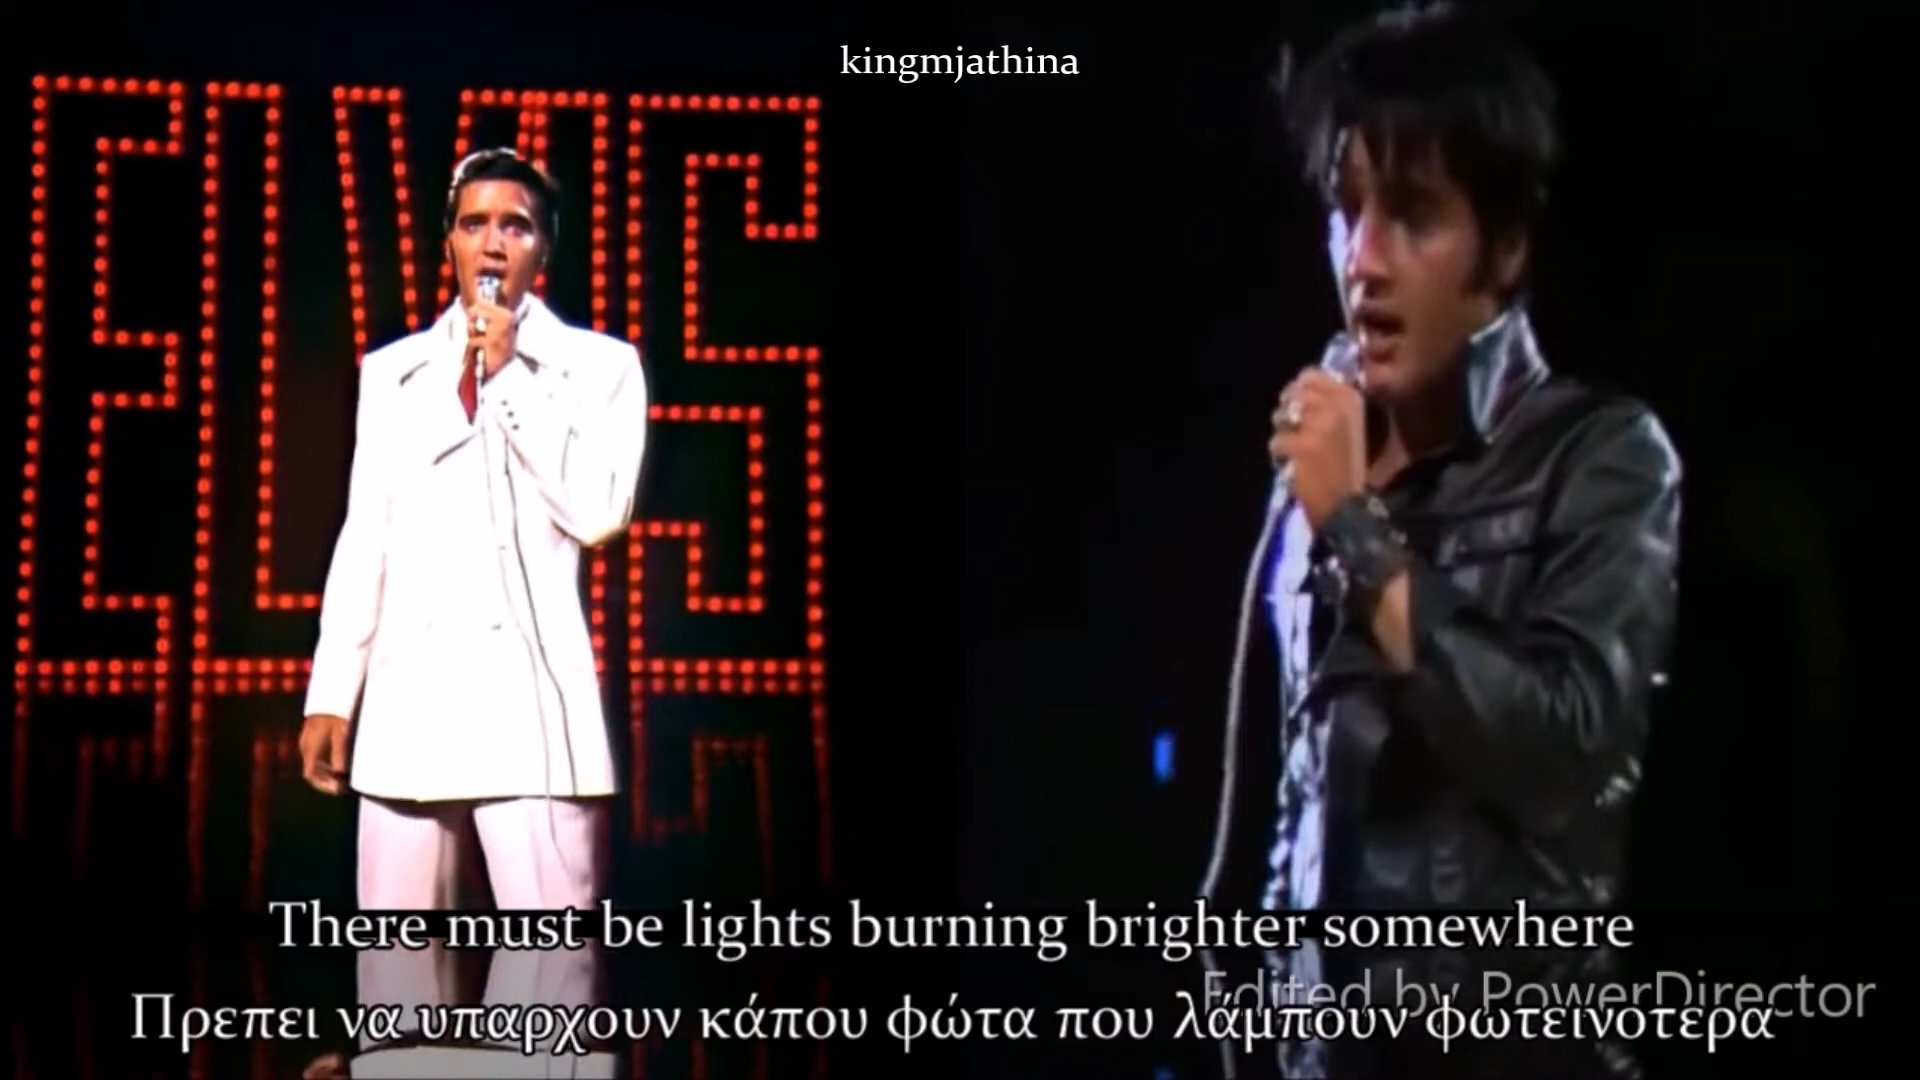 kingmjathina
ELVIS
There must be lights burning brighter somewhere
Edited by PowerDirector
Πρεπει να υπαρχουν κάπου φώτα που λάμπουν φωτεινοτερα